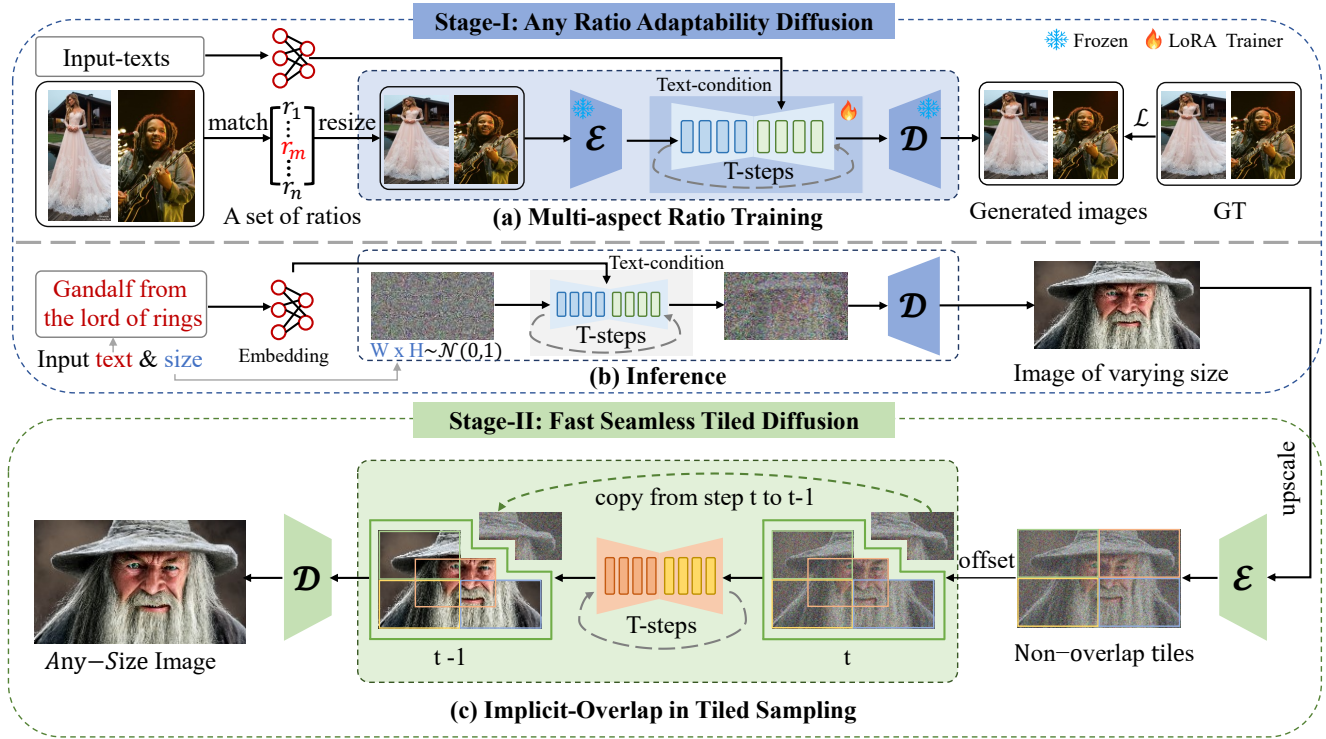 Stage-I: Any Ratio Adaptability Diffusion
Frozen
LoRA Trainer
Input-texts
Text-condition
match
r1
⋮
rm
⋮
rn
resize
ℰ
T-steps
𝒟
ℒ
A set of ratios
(a) Multi-aspect Ratio Training
Generated images
GT
Gandalf from
the lord of rings
Input text & size
Embedding
Text-condition
T-steps
W x H~𝒩(0,1)
𝒟
(b) Inference
Image of varying size
Stage-II: Fast Seamless Tiled Diffusion
upscale
copy from step t to t-1
offset
𝒟
T-steps
ℰ
Any−Size Image
t -1
t
Non−overlap tiles
(c) Implicit-Overlap in Tiled Sampling